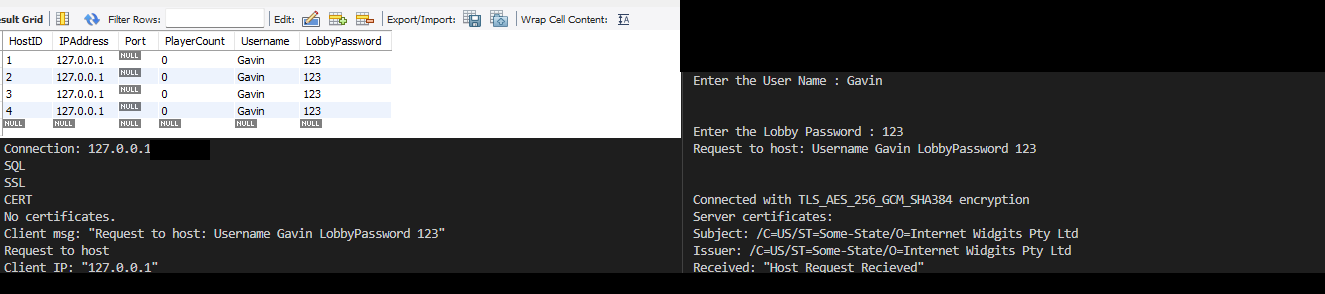 esult Grid Filter Rows: Edit: Export/Import: Wrap Cell Content: IA
HostID IPAddress Port PlayerCount Username LobbyPassword
1 127.0.0.1 NULL 0 Gavin 123
2 127.0.0.1 NULL 0 Gavin 123
3 127.0.0.1 NULL 0 Gavin 123
4 127.0.0.1 NULL 0 Gavin 123
NULL NULL NULL NULL NULL NULL
Connection: 127.0.0.1
SQL
SSL
CERT
No certificates.
Client msg: "Request to host: Username Gavin LobbyPassword 123"
Request to host
Client IP: "127.0.0.1"
Enter the User Name : Gavin
Enter the Lobby Password : 123
Request to host: Username Gavin LobbyPassword 123
Connected with TLS_AES_256_GCM_SHA384 encryption
Server certificates:
Subject: /C=US/ST=Some-State/O=Internet Widgits Pty Ltd
Issuer: /C=US/ST=Some-State/O=Internet Widgits Pty Ltd
Received: "Host Request Recieved"